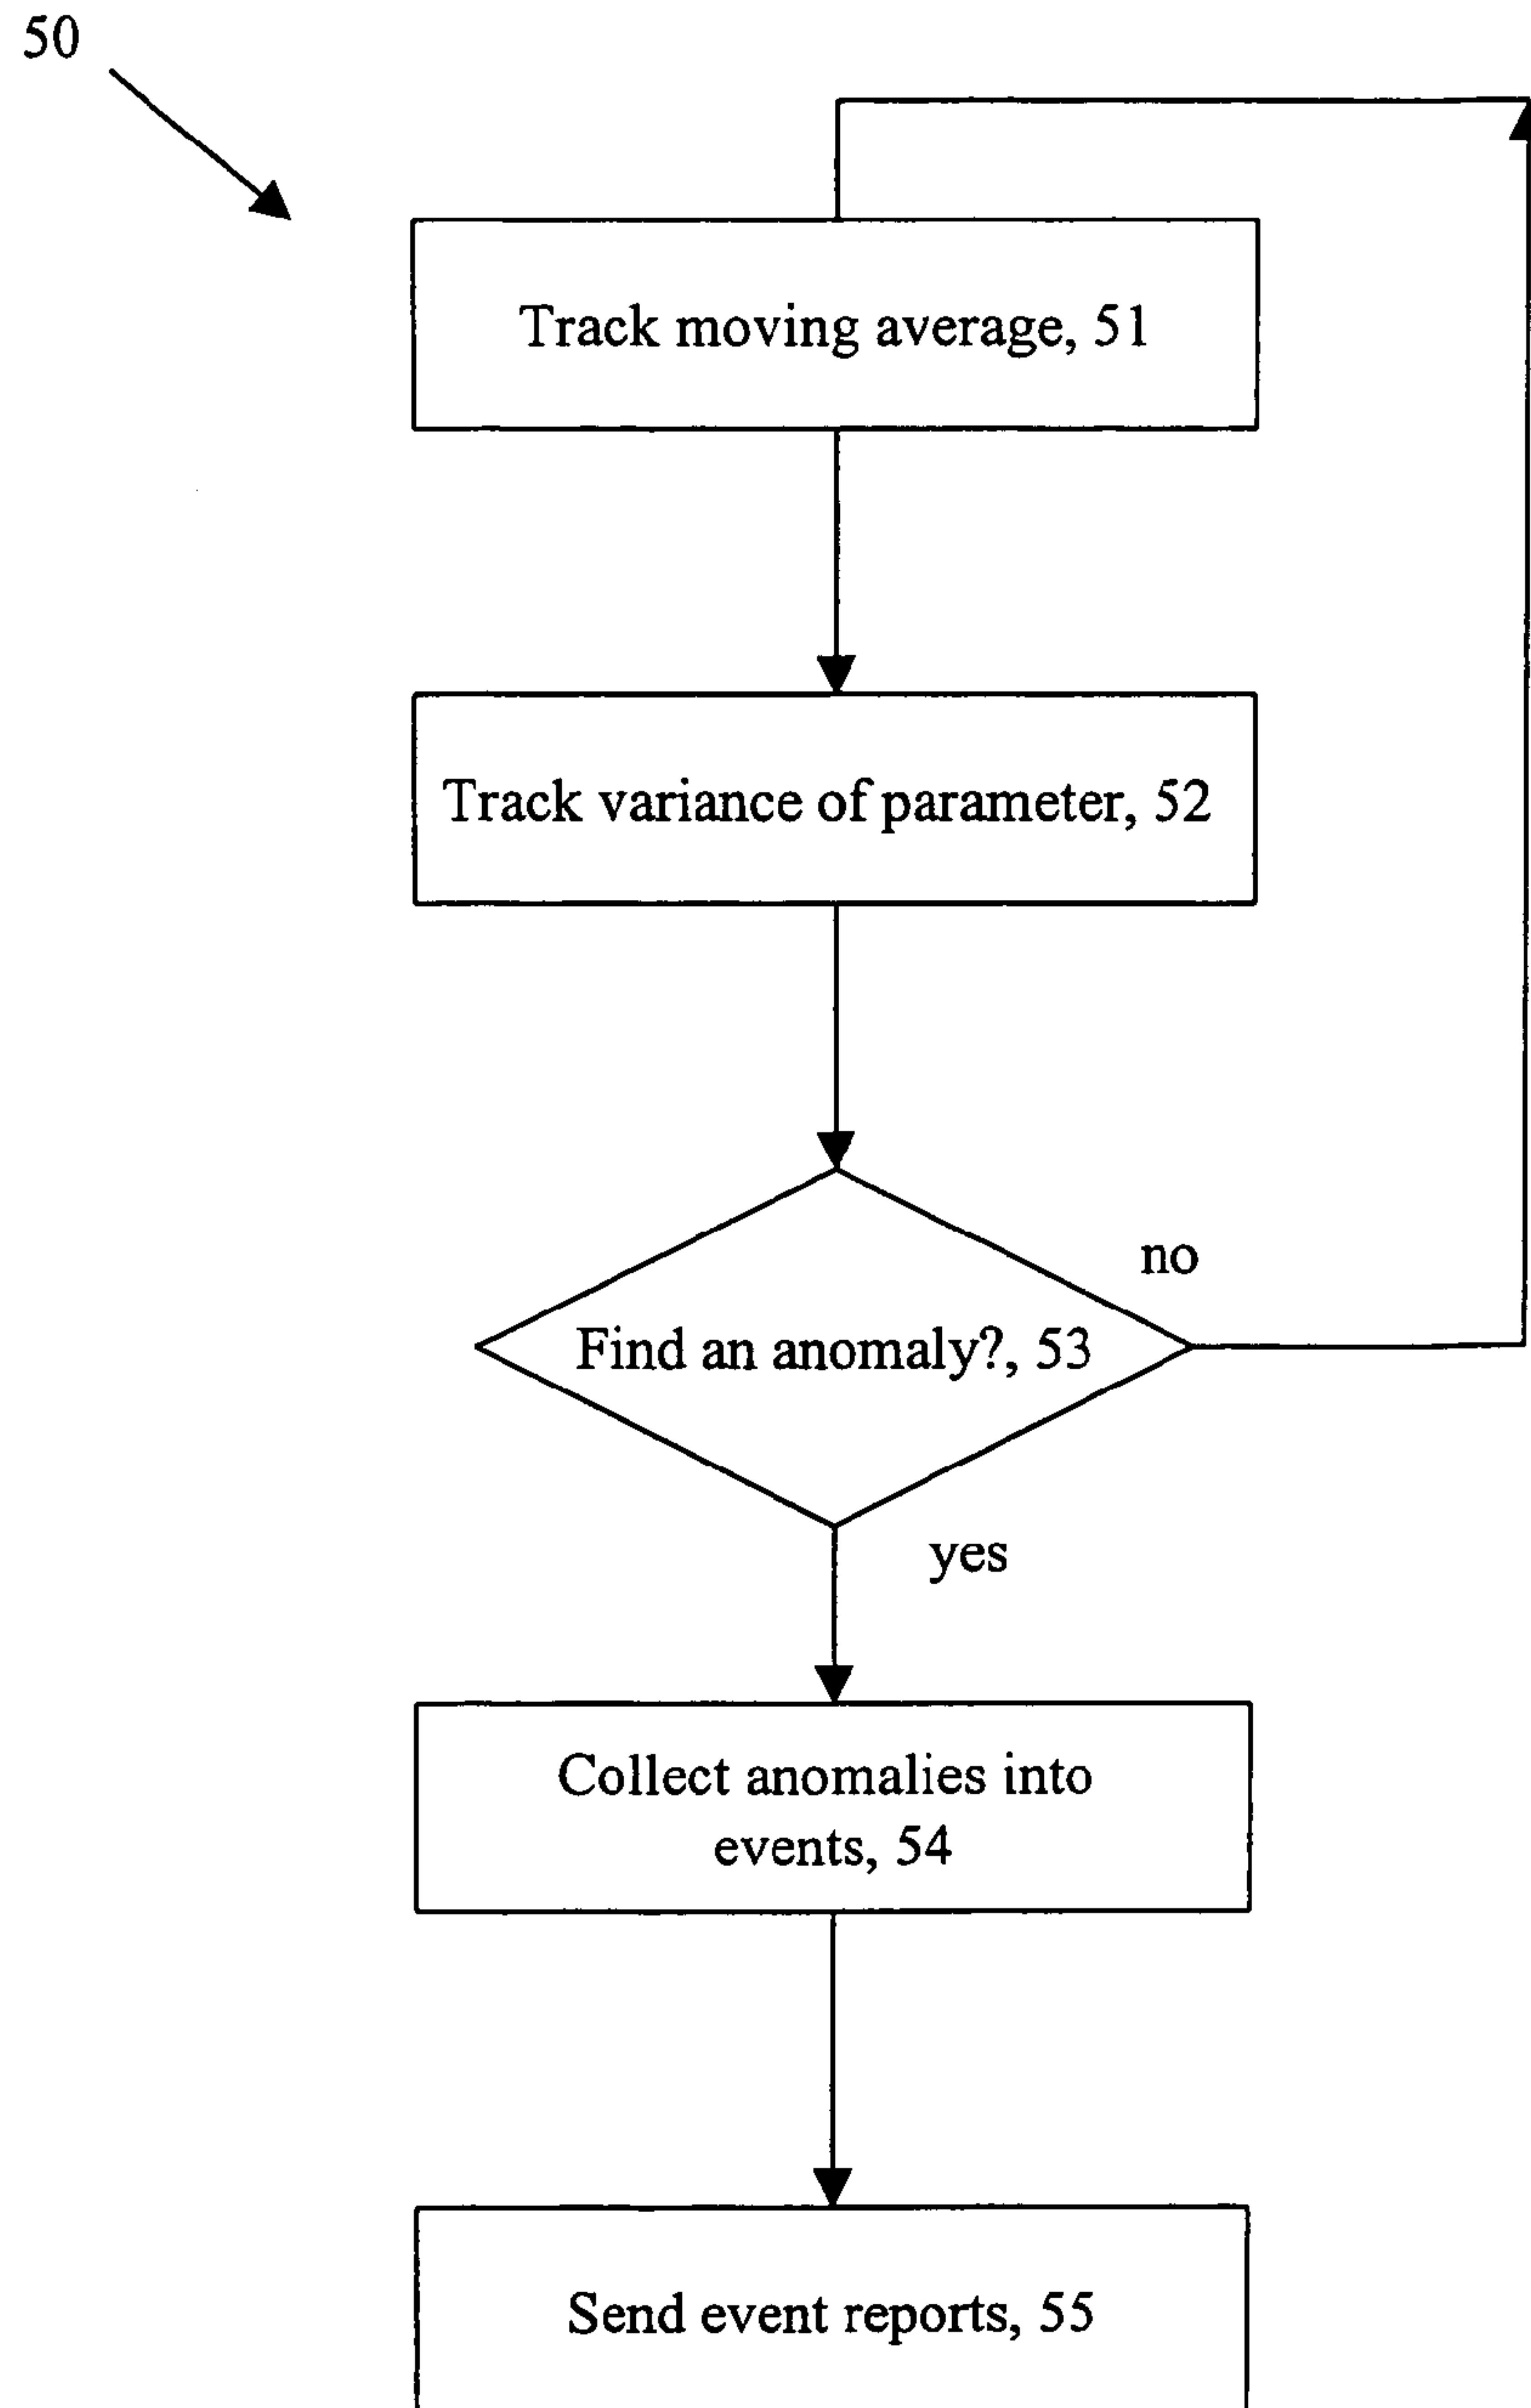 50
Track moving average, 51
Track variance of parameter, 52
no
Find an anomaly?, 53
yes
Collect anomalies into
events, 54
Send event reports, 55